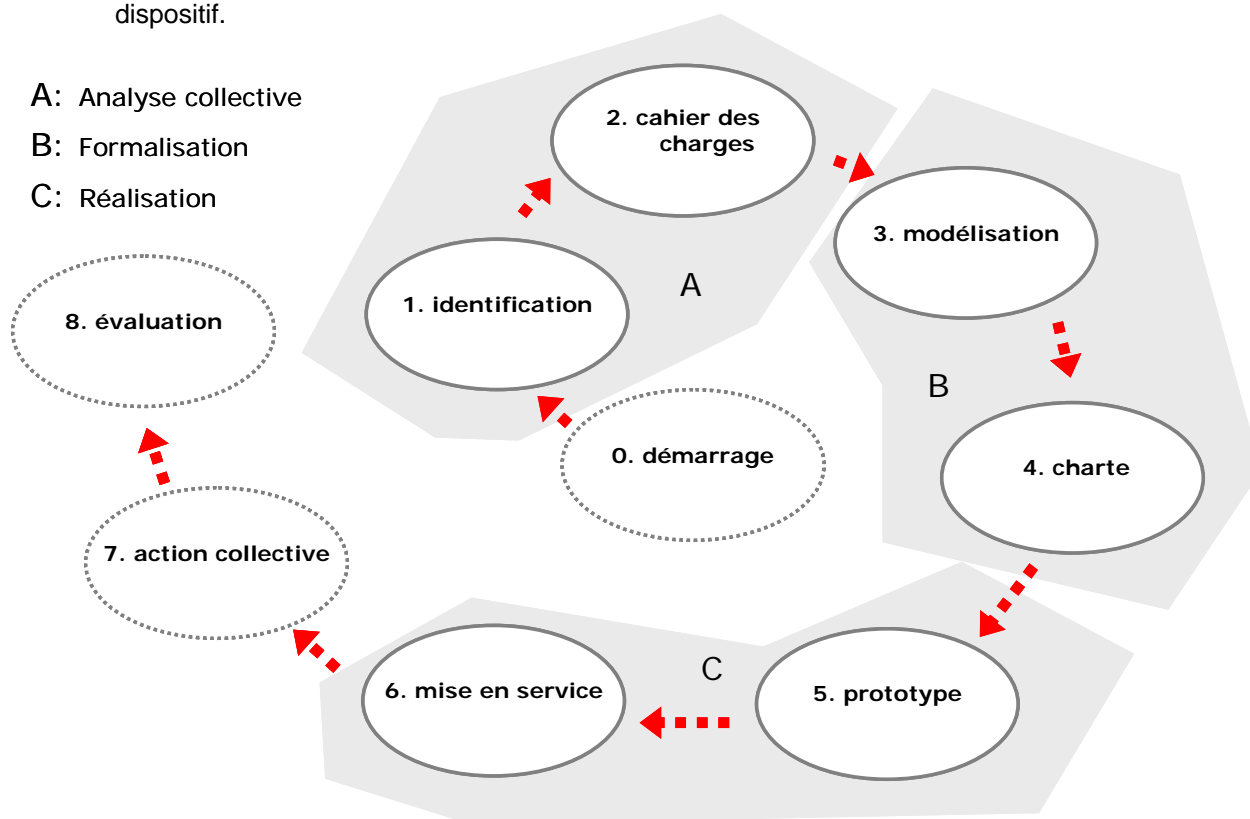 dispositif.
A: Analyse collective
B: Formalisation
C: Réalisation
2. cahier des
charges
3. modélisation
1. identification
A
8. évaluation
B
0. démarrage
4. charte
7. action collective
C
6. mise en service
5. prototype